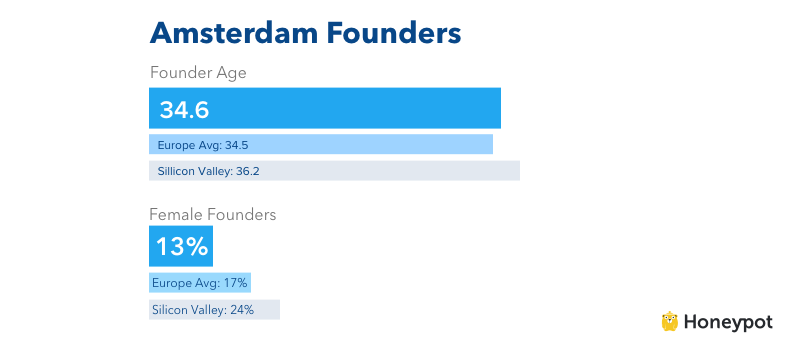 Amsterdam Founders
Founder Age
34.6
Europe Avg: 34.5
Sillicon Valley: 36.2
Female Founders
13%
Europe Avg: 17%
Silicon Valley: 24%
Honeypot